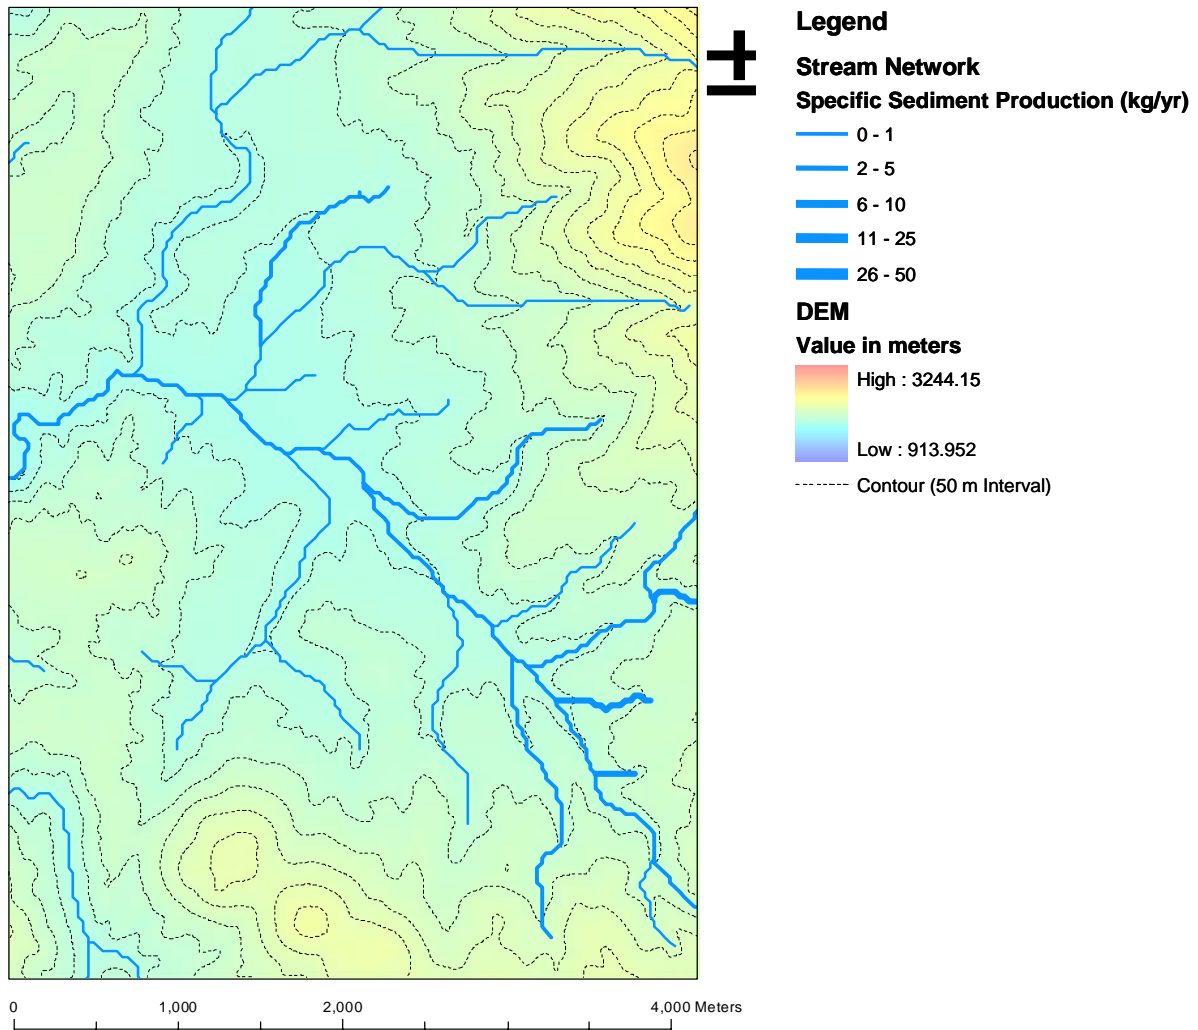 Legend
Stream Network
Specific Sediment Production (kg/yr)
0 - 1
2 - 5
6 - 10
11 - 25
26 - 50
DEM
Value in meters
High : 3244.15
Low : 913.952
Contour (50 m Interval)
0 1,000 2,000 4,000 Meters